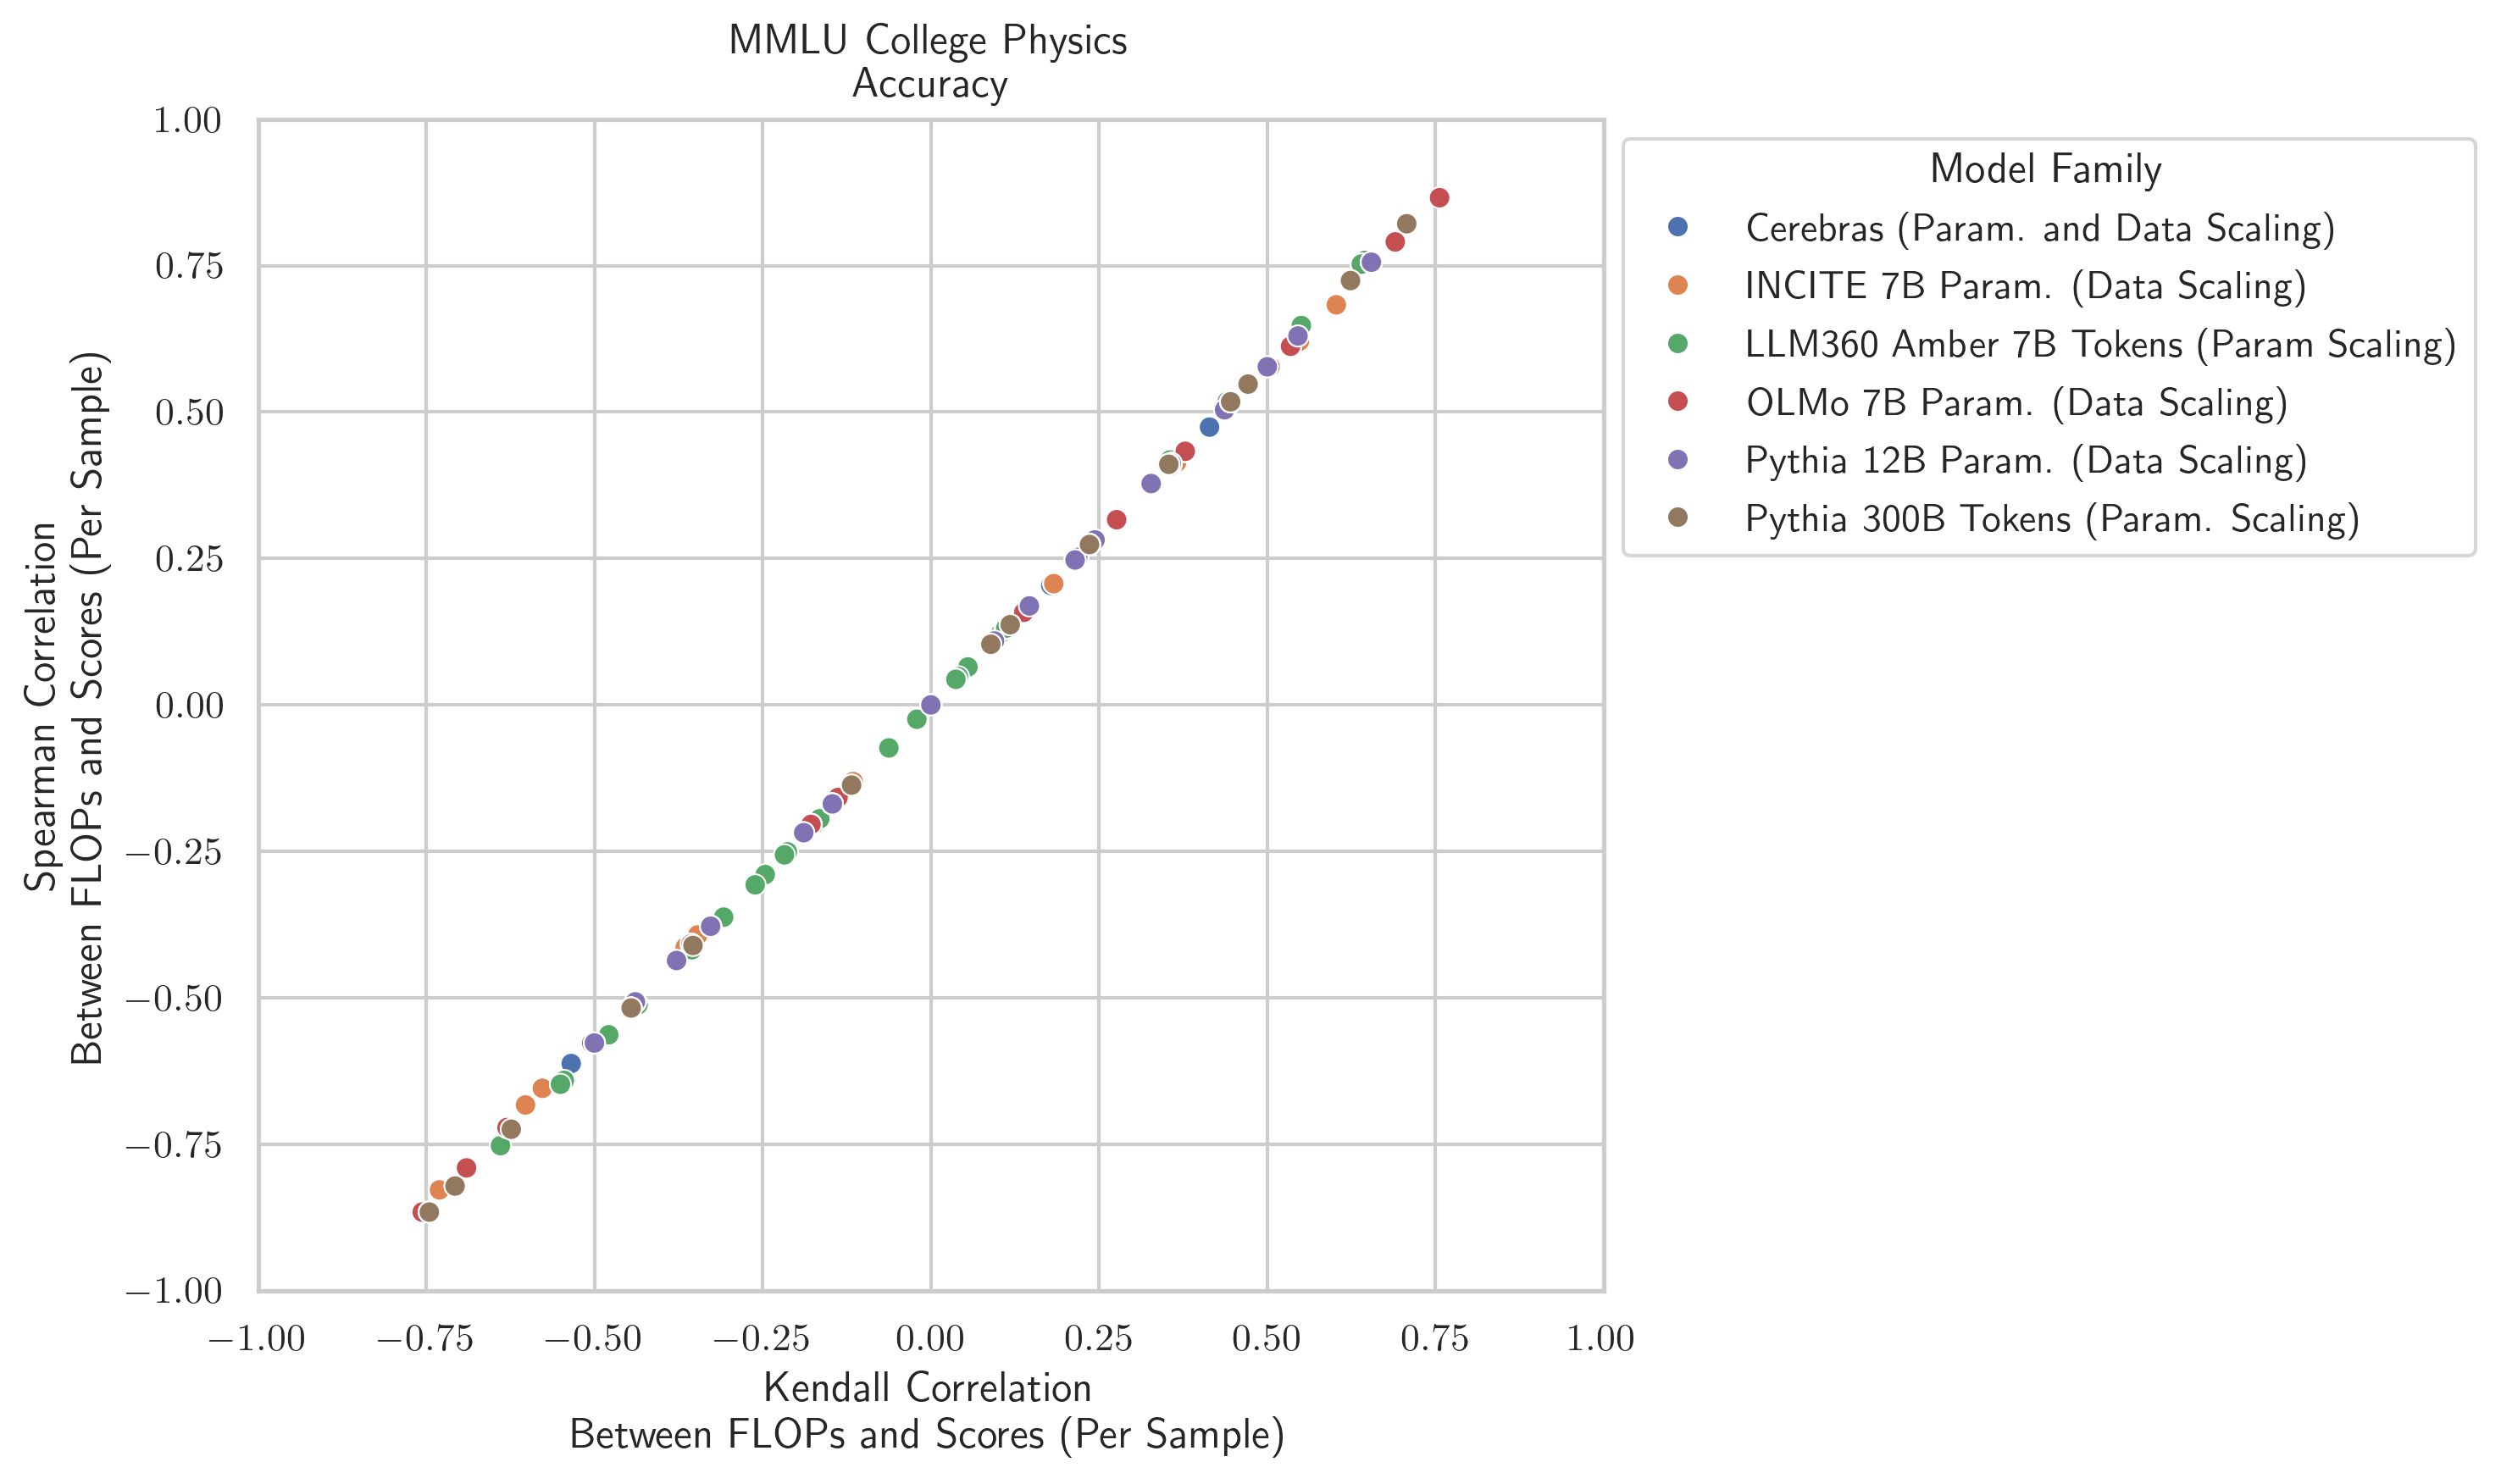 MMLU College Physics
Accuracy
1.00
0.75
0.50
0.25
0.00
−0.25
−0.50
−0.75
−1.00
Spearman Correlation
Between FLOPs and Scores (Per Sample)
−1.00
−0.75
−0.50
−0.25
0.00
0.25
0.50
0.75
1.00
Kendall Correlation
Between FLOPs and Scores (Per Sample)
Model Family
Cerebras (Param. and Data Scaling)
INCITE 7B Param. (Data Scaling)
LLM360 Amber 7B Tokens (Param Scaling)
OLMo 7B Param. (Data Scaling)
Pythia 12B Param. (Data Scaling)
Pythia 300B Tokens (Param. Scaling)